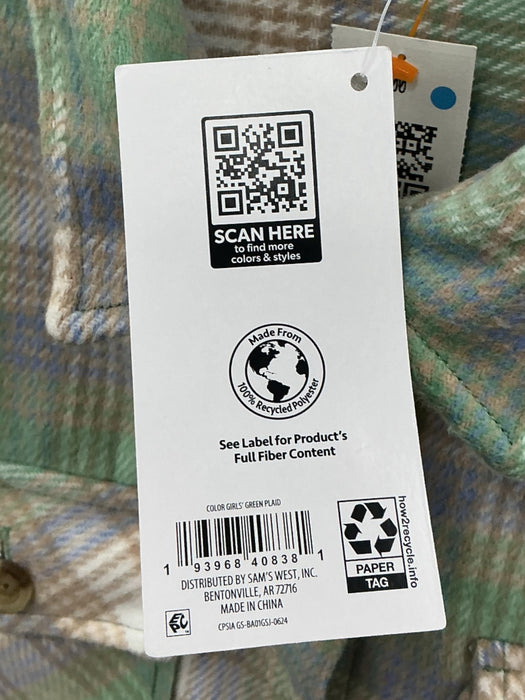 SCAN HERE
to find more
colors & styles
Made From
100% Recycled Polyester
See Label for Product's
Full Fiber Content
COLOR GIRLS' GREEN PLAID
1 93968 40838 1
DISTRIBUTED BY SAM'S WEST, INC.
BENTONVILLE, AR 72716
MADE IN CHINA
CPSIA GS-BA01GSJ-0624
PAPER
TAG
how2recycle.info